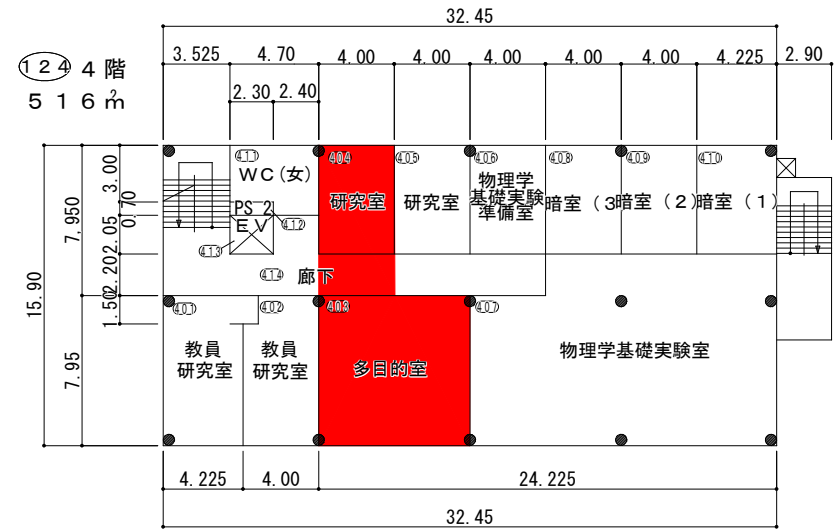 32.45
124 4階
516㎡
3.525 4.70 4.00 4.00 4.00 4.00 4.00 4.225 2.90
2.30 2.40
411 404 405 406 408 409 410
WC(女)
研究室
研究室
物理学
基礎実験
準備室
暗室(3
暗室(2)
暗室(1)
PS 2
EV
412
413
414
廊下
15.90
7,950
7.95
3.00
0.70
2.05
2.20
1.50
401 402 403 407
教員
研究室
教員
研究室
多目的室
物理学基礎実験室
4.225 4.00 24.225
32.45